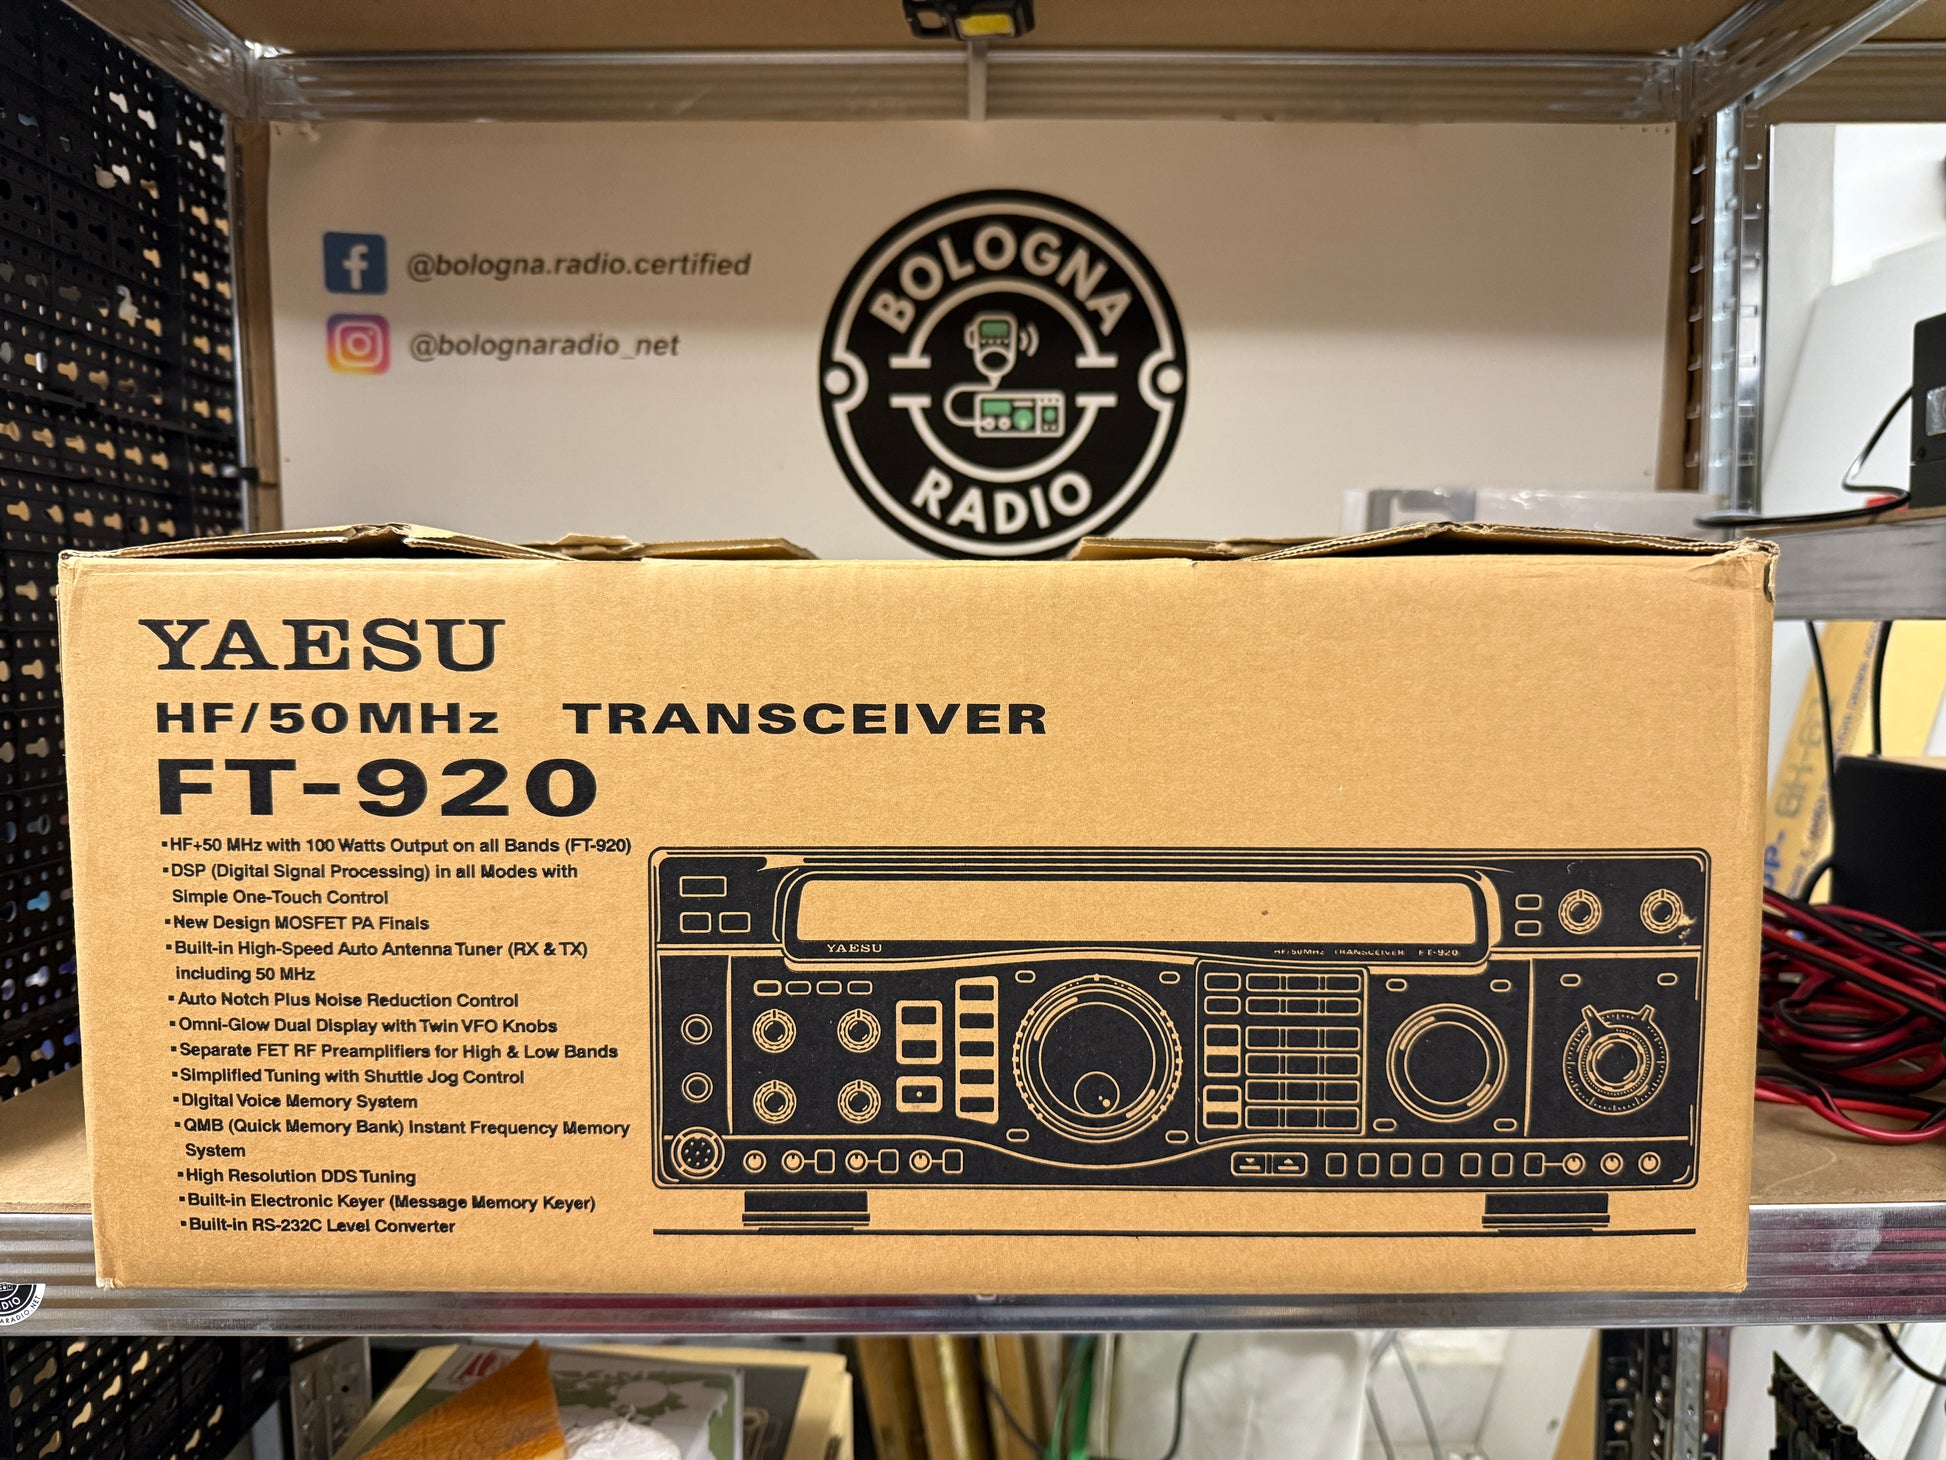 @bologna.radio.certified
@bolognaradio_net
BOLOGNA
RADIO
YAESU
HF/50MHz TRANSCEIVER
FT-920
▪HF+50 MHz with 100 Watts Output on all Bands (FT-920)
▪DSP (Digital Signal Processing) in all Modes with
Simple One-Touch Control
▪New Design MOSFET PA Finals
▪Built-in High-Speed Auto Antenna Tuner (RX & TX)
including 50 MHz
▪Auto Notch Plus Noise Reduction Control
▪Omni-Glow Dual Display with Twin VFO Knobs
▪Separate FET RF Preamplifiers for High & Low Bands
▪Simplified Tuning with Shuttle Jog Control
▪Digital Voice Memory System
▪QMB (Quick Memory Bank) Instant Frequency Memory
System
▪High Resolution DDS Tuning
▪Built-in Electronic Keyer (Message Memory Keyer)
▪Built-in RS-232C Level Converter
YAESU
HF/50MHz TRANSCEIVER FT-920